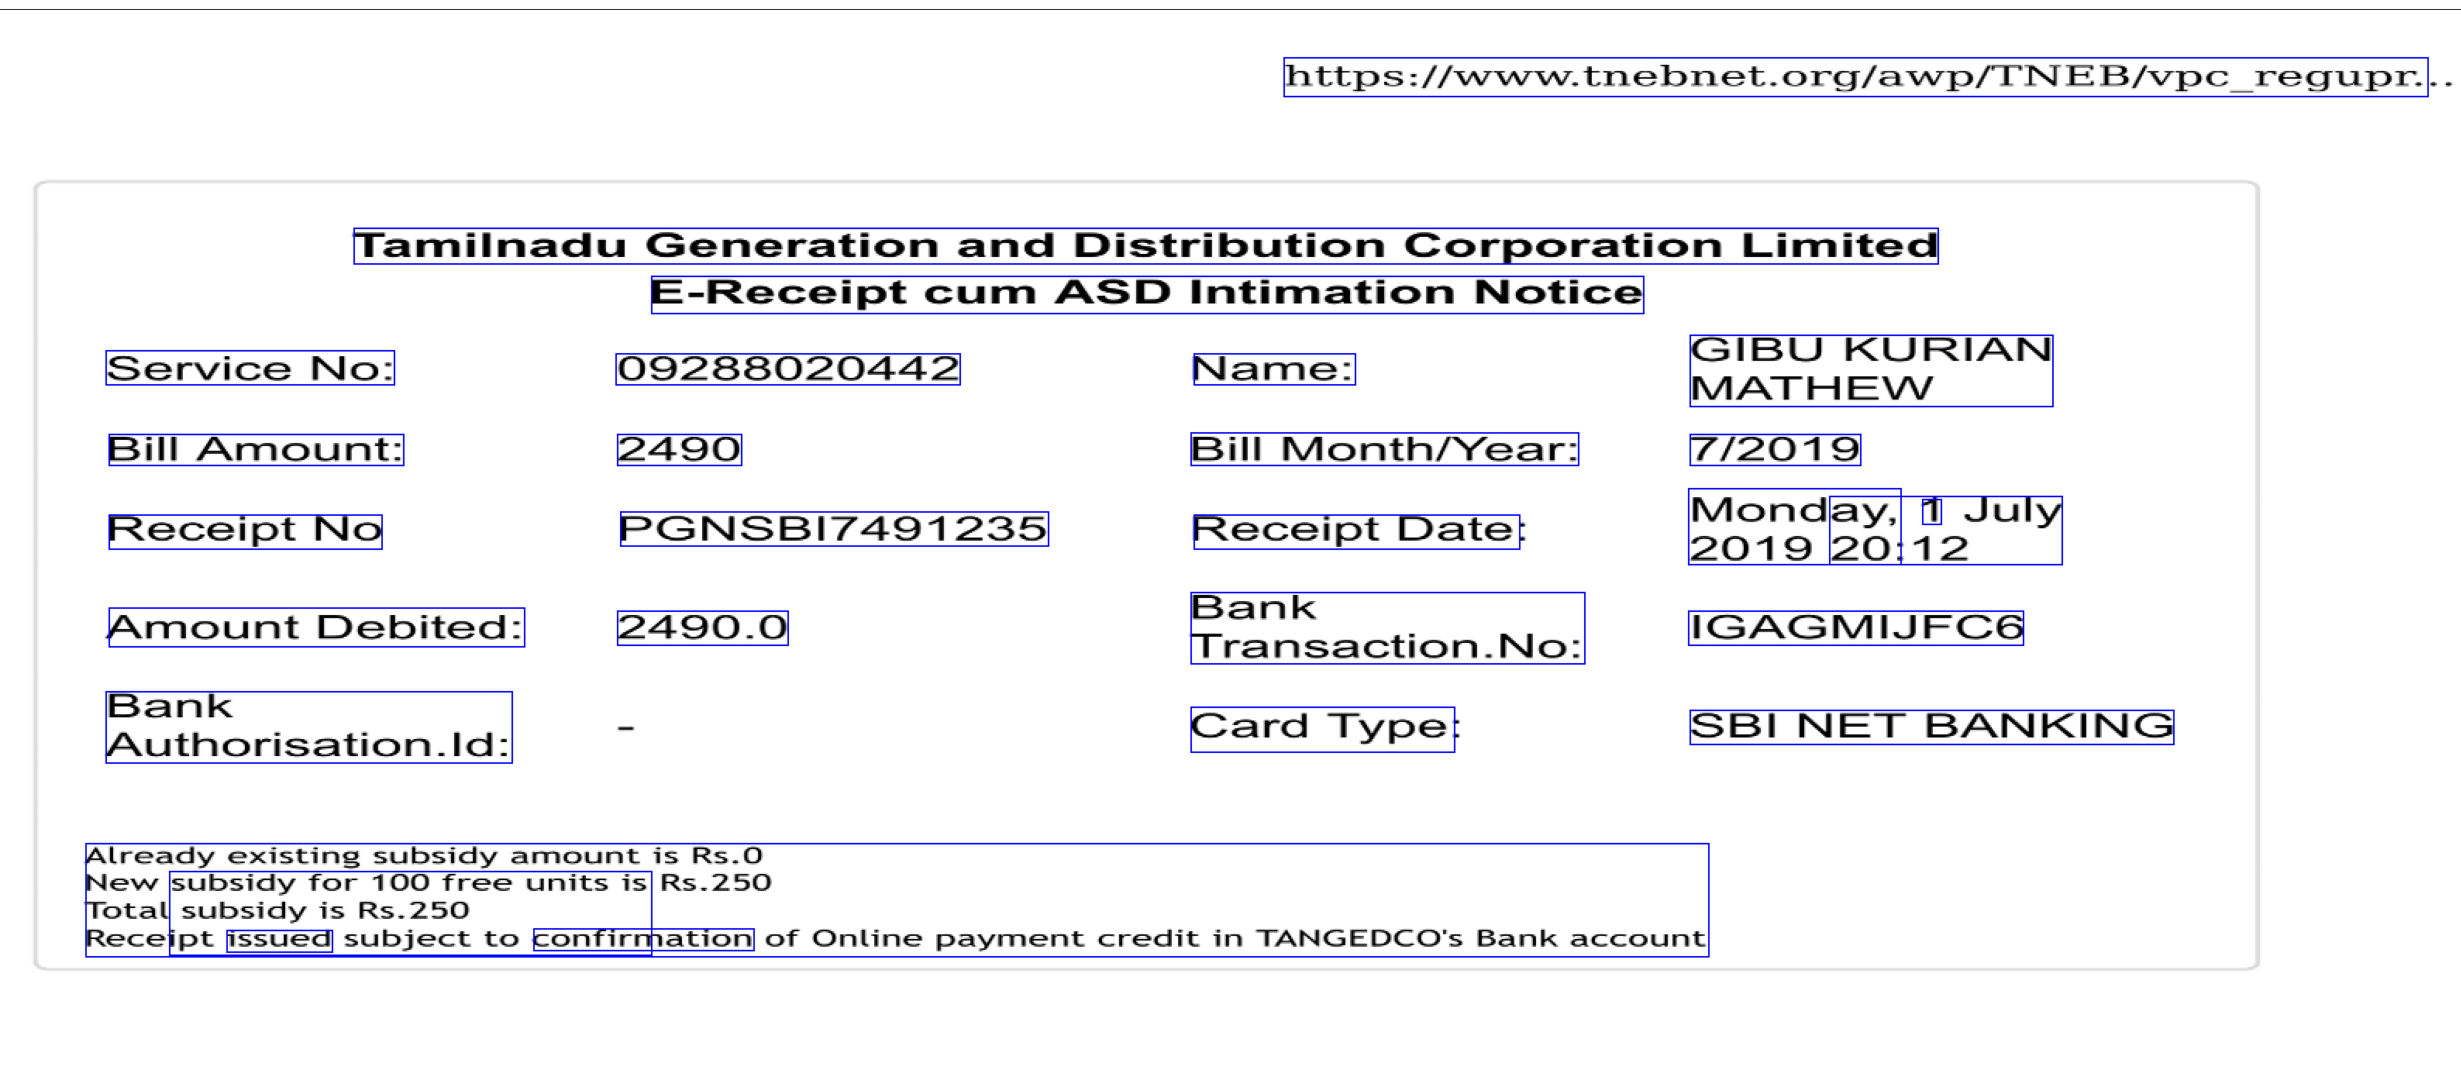 https://www.tnebnet.org/awp/TNEB/vpc_regupr...
Tamilnadu Generation and Distribution Corporation Limited
E-Receipt cum ASD Intimation Notice
Service No: 09288020442 Name: GIBU KURIAN
MATHEW
Bill Amount: 2490 Bill Month/Year: 7/2019
Receipt No PGNSBI7491235 Receipt Date: Monday, 1 July
2019 20:12
Amount Debited: 2490.0 Bank
Transaction.No: IGAGMIJFC6
Bank
Authorisation.Id: - Card Type: SBI NET BANKING
Already existing subsidy amount is Rs.0
New subsidy for 100 free units is Rs.250
Total subsidy is Rs.250
Receipt issued subject to confirmation of Online payment credit in TANGEDCO's Bank account